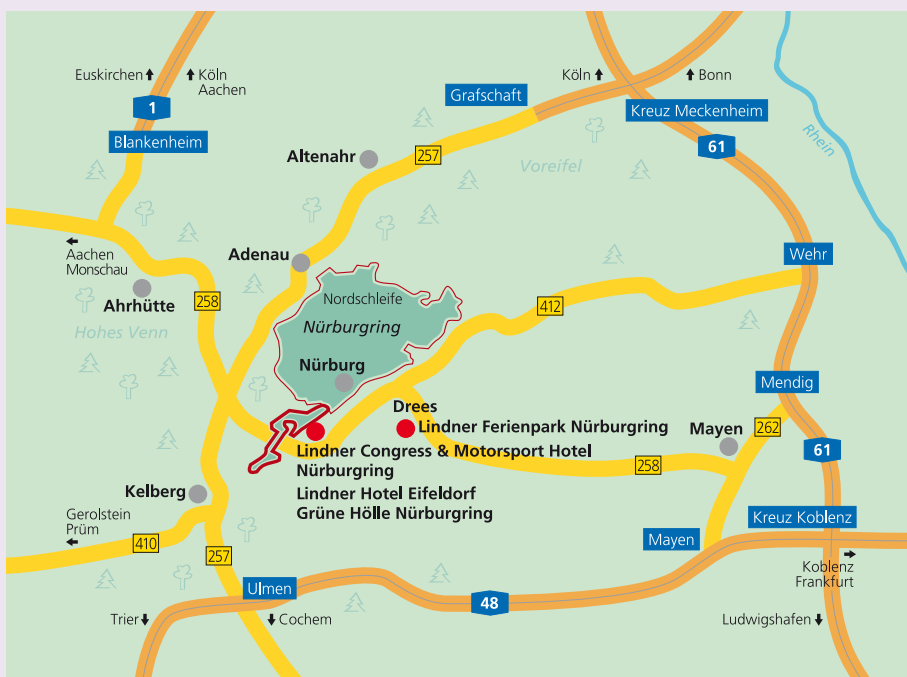 Euskirchen
Köln
Aachen
Köln
Bonn
Grafschaft
1
Kreuz Meckenheim
Rhein
Blankenheim
Altenahr
257
61
Voreifel
Aachen
Monschau
Adenau
Wehr
Ahrhütte
258
Nordschleife
412
Hohes Venn
Nürburgring
Nürburg
Mendig
Drees
Lindner Ferienpark Nürburgring
Mayen
262
Lindner Congress & Motorsport Hotel
Nürburgring
61
258
Kelberg
Lindner Hotel Eifeldorf
Grüne Hölle Nürburgring
Gerolstein
Prüm
Kreuz Koblenz
410
257
Mayen
Koblenz
Frankfurt
Ulmen
48
Trier
Cochem
Ludwigshafen